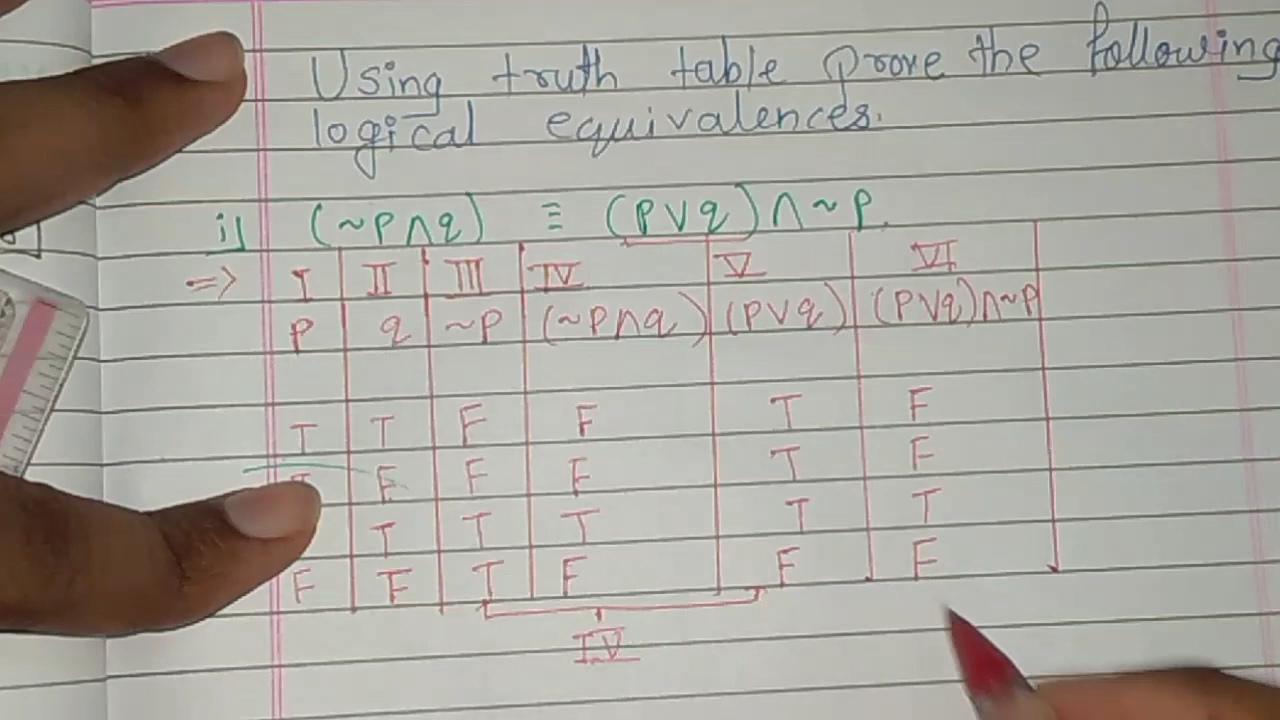 Using truth table prove the following
logical equivalences.
i) (~p∧q) ≡ (p∨q)∧~p
=> I II III IV V VI
p q ~p (~p∧q) (p∨q) (p∨q)∧~p
T T F F T F
F F F T F
T T T T T
F F T F F F
IV